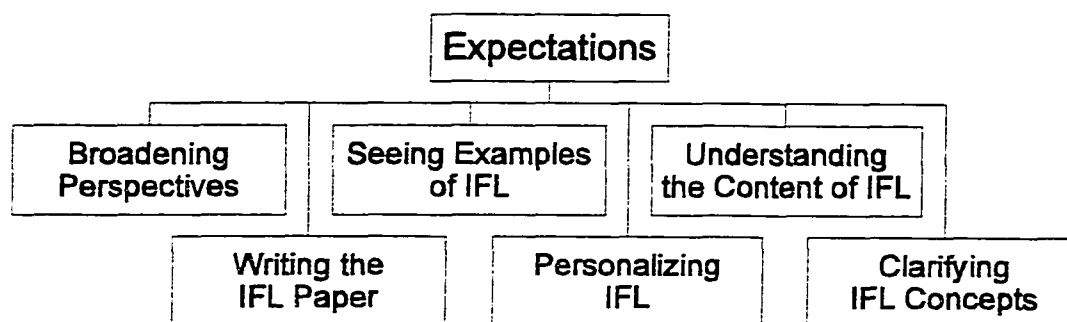 Expectations
Broadening
Perspectives
Seeing Examples
of IFL
Understanding
the Content of IFL
Writing the
IFL Paper
Personalizing
IFL
Clarifying
IFL Concepts